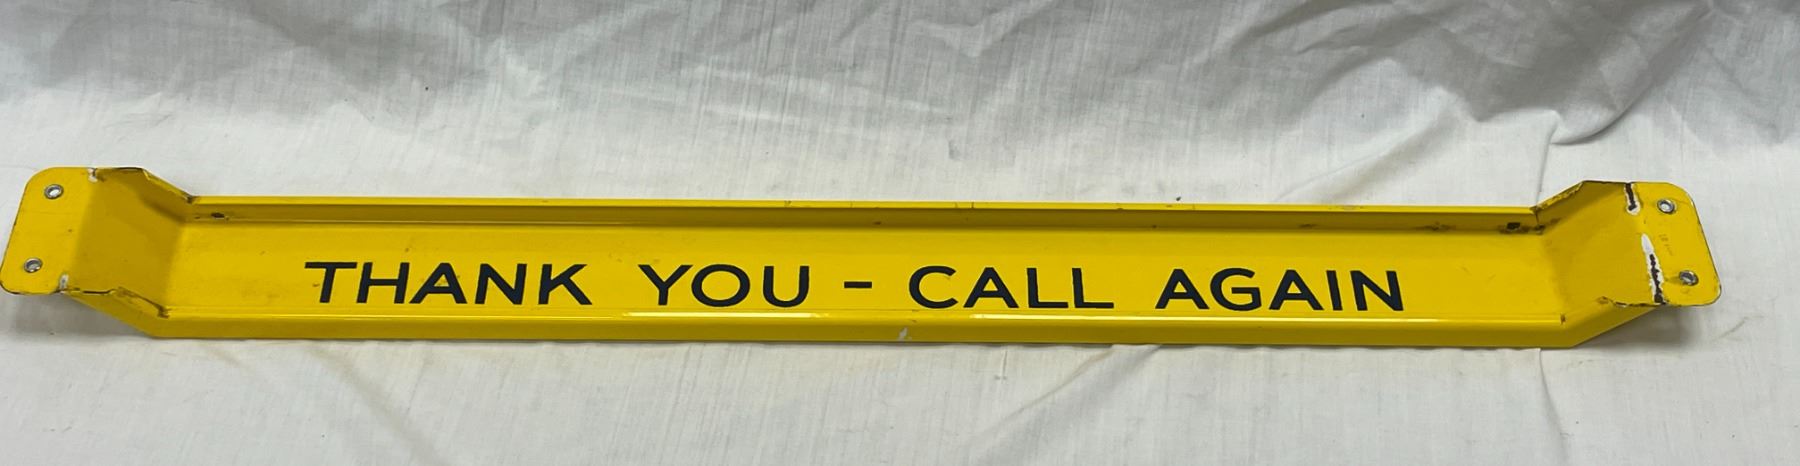 THANK YOU - CALL AGAIN